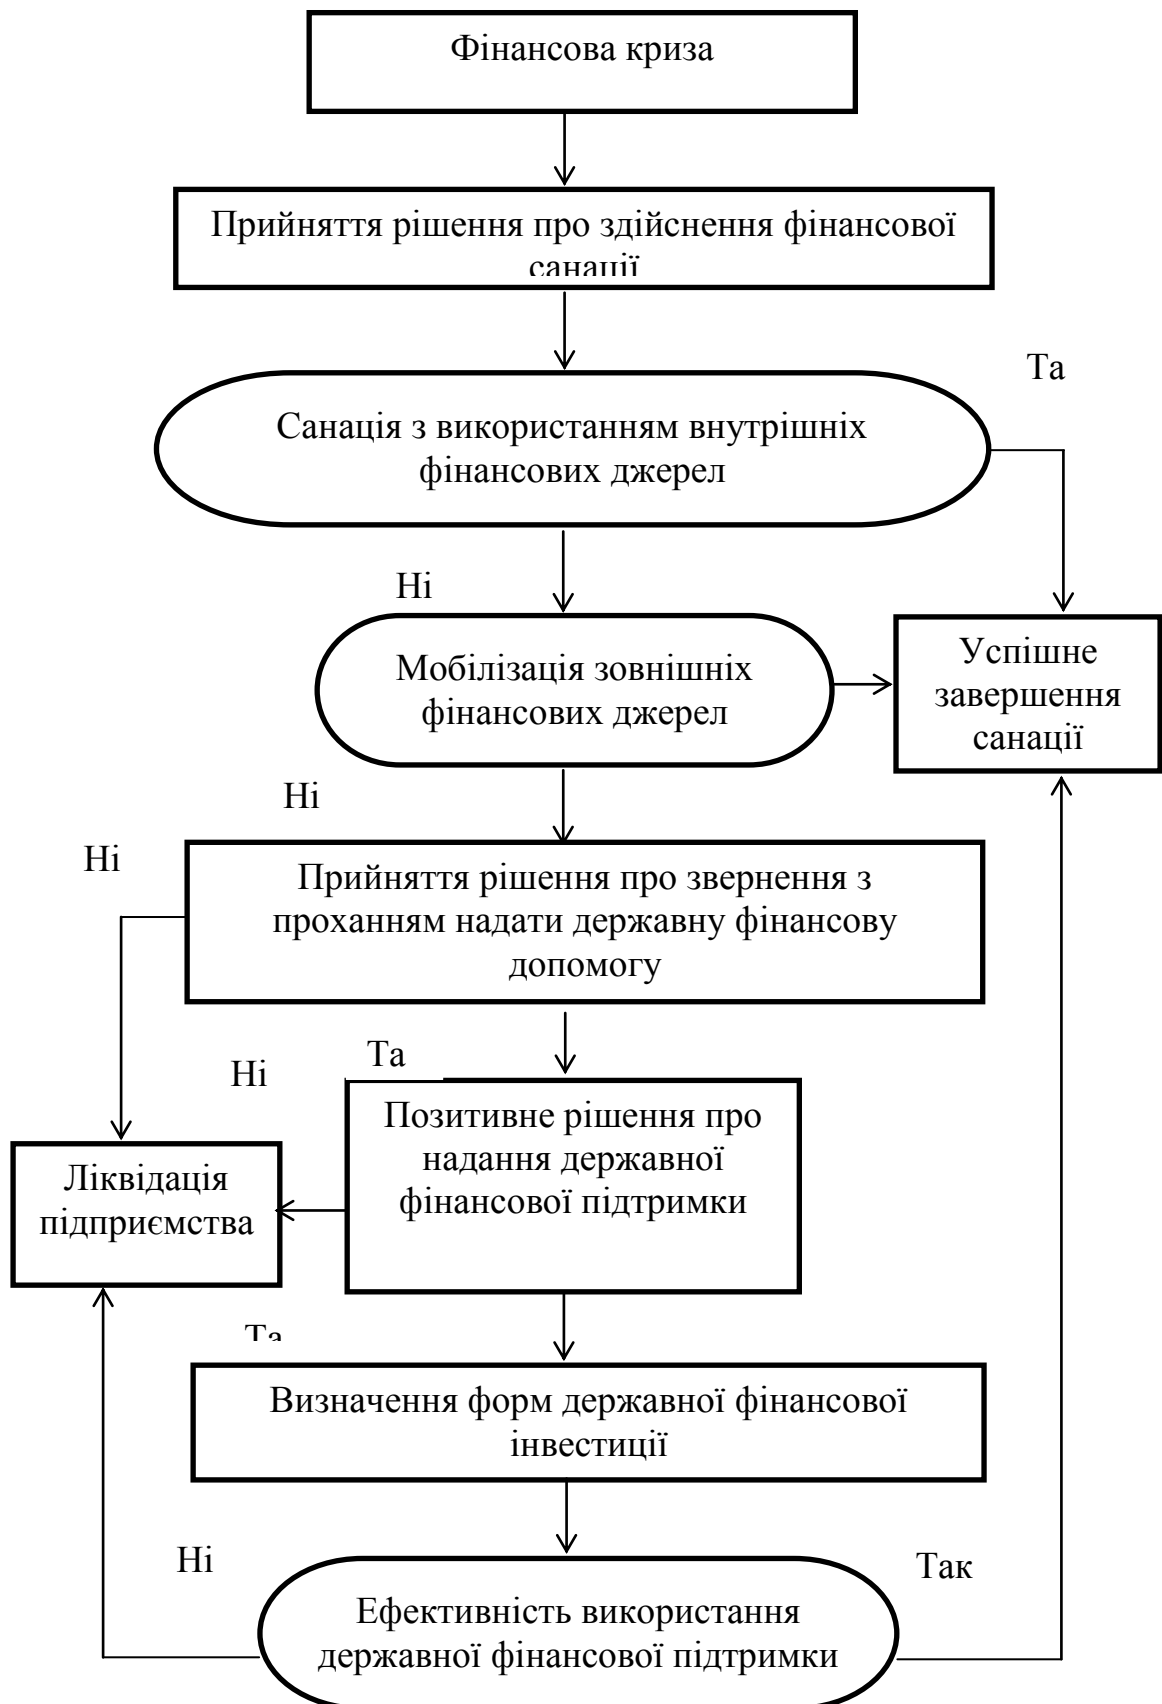 Фінансова криза
Прийняття рішення про здійснення фінансової
санації
Та
Санація з використанням внутрішніх
фінансових джерел
Ні
Мобілізація зовнішніх
фінансових джерел
Успішне
завершення
санації
Ні
Ні
Прийняття рішення про звернення з
проханням надати державну фінансову
допомогу
Та
Ні
Позитивне рішення про
надання державної
фінансової підтримки
Ліквідація
підприємства
Та
Визначення форм державної фінансової
інвестиції
Ні
Так
Ефективність використання
державної фінансової підтримки